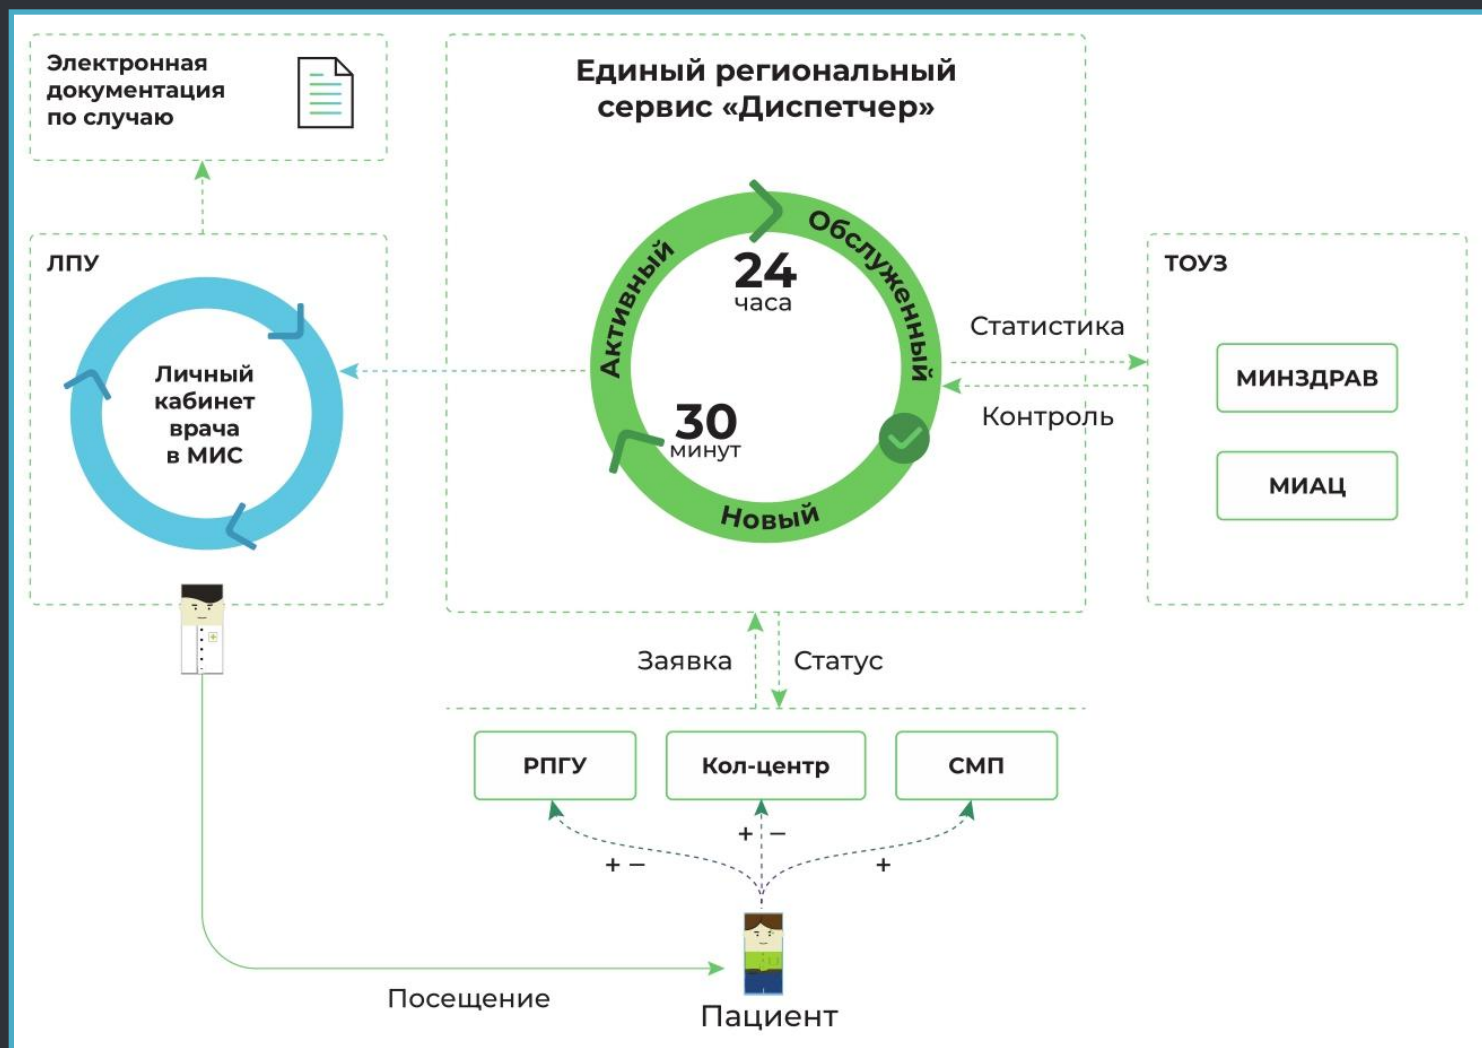 Электронная
документация
по случаю
Единый региональный
сервис «Диспетчер»
ЛПУ
Личный
кабинет
врача
в МИС
Активный
Обслуженный
24
часа
30
минут
Новый
Статистика
Контроль
ТОУЗ
МИНЗДРАВ
МИАЦ
Заявка
Статус
РПГУ
Кол-центр
СМП
+ –
+ –
+
Посещение
Пациент